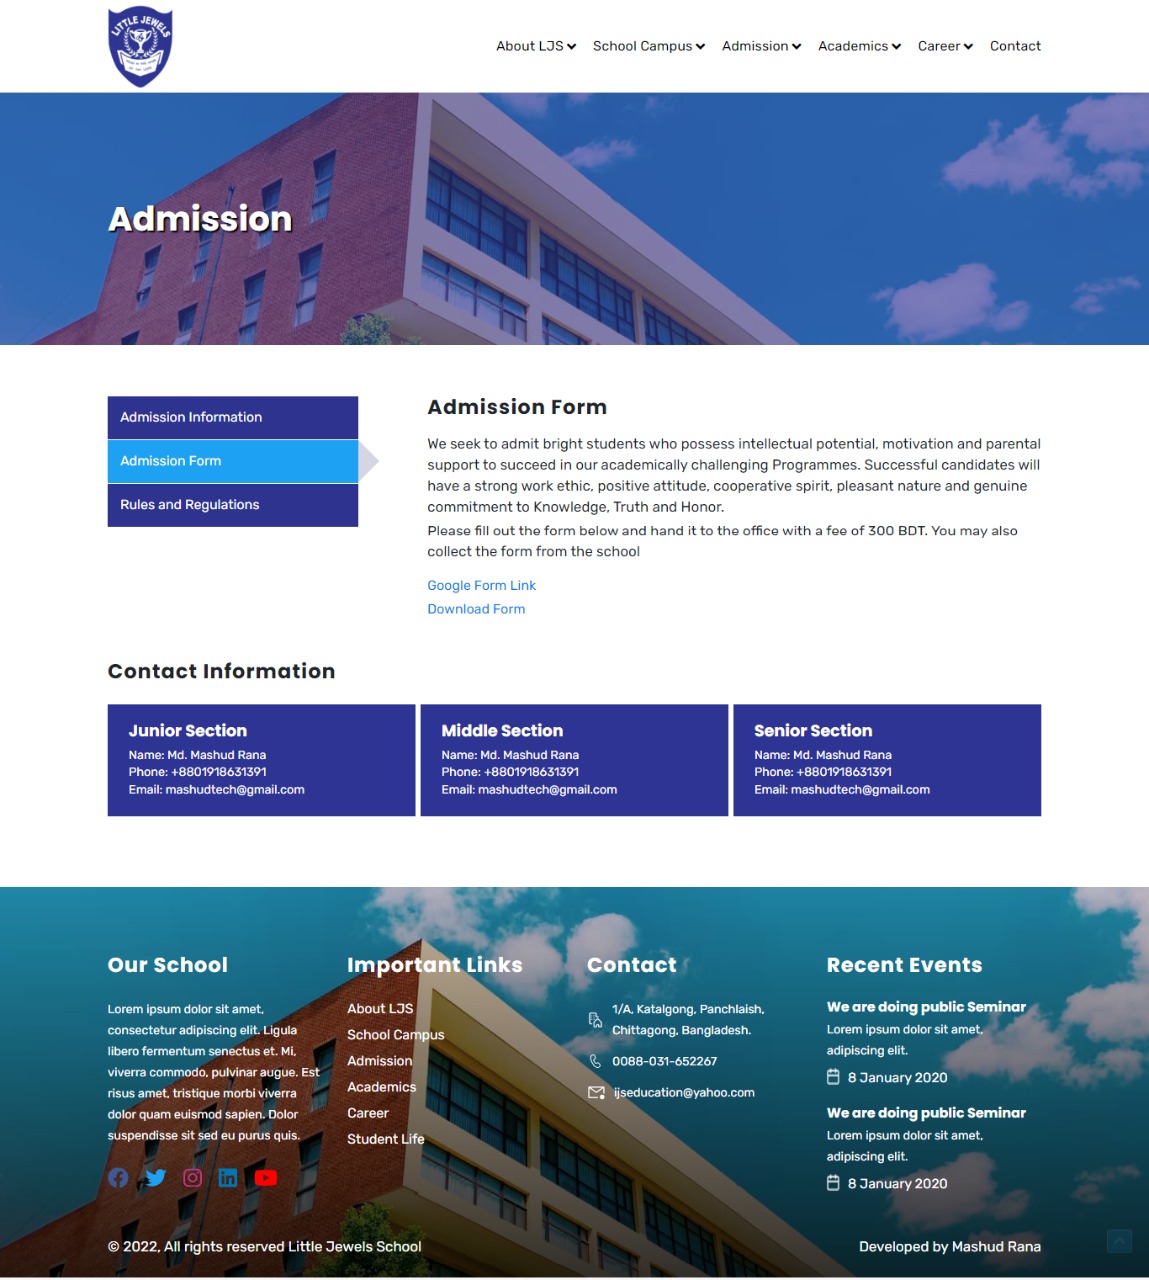 LITTLE JEWELS
About LJS
School Campus
Admission
Academics
Career
Contact
Admission
Admission Information
Admission Form
Rules and Regulations
Admission Form
We seek to admit bright students who possess intellectual potential, motivation and parental
support to succeed in our academically challenging Programmes. Successful candidates will
have a strong work ethic, positive attitude, cooperative spirit, pleasant nature and genuine
commitment to Knowledge, Truth and Honor.
Please fill out the form below and hand it to the office with a fee of 300 BDT. You may also
collect the form from the school
Google Form Link
Download Form
Contact Information
Junior Section
Name: Md. Mashud Rana
Phone: +8801918631391
Email: mashudtech@gmail.com
Middle Section
Name: Md. Mashud Rana
Phone: +8801918631391
Email: mashudtech@gmail.com
Senior Section
Name: Md. Mashud Rana
Phone: +8801918631391
Email: mashudtech@gmail.com
Our School
Lorem ipsum dolor sit amet,
consectetur adipiscing elit. Ligula
libero fermentum senectus et. Mi,
viverra commodo, pulvinar augue. Est
risus amet, tristique morbi viverra
dolor quam euismod sapien. Dolor
suspendisse sit sed eu purus quis.
Important Links
About LJS
School Campus
Admission
Academics
Career
Student Life
Contact
1/A, Katalgong, Panchlaish,
Chittagong, Bangladesh.
0088-031-652267
ijseducation@yahoo.com
Recent Events
We are doing public Seminar
Lorem ipsum dolor sit amet,
adipiscing elit.
8 January 2020
We are doing public Seminar
Lorem ipsum dolor sit amet,
adipiscing elit.
8 January 2020
© 2022, All rights reserved Little Jewels School
Developed by Mashud Rana